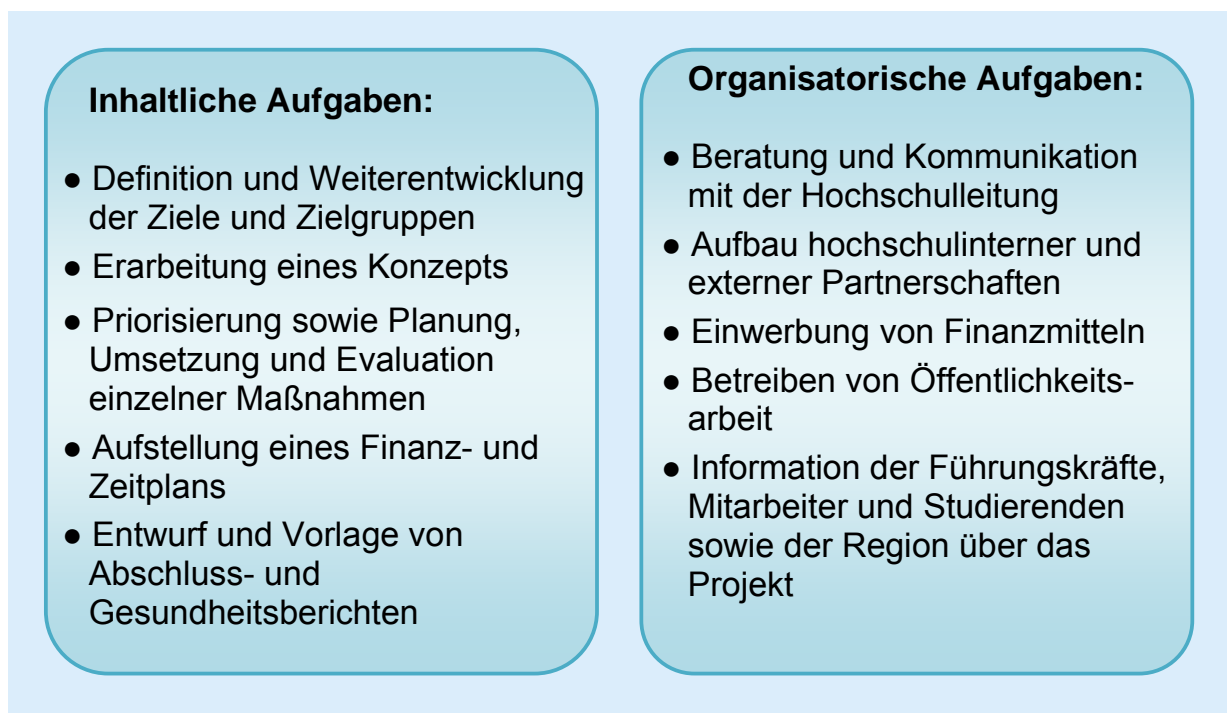 Inhaltliche Aufgaben:
● Definition und Weiterentwicklung
der Ziele und Zielgruppen
● Erarbeitung eines Konzepts
● Priorisierung sowie Planung,
Umsetzung und Evaluation
einzelner Maßnahmen
● Aufstellung eines Finanz- und
Zeitplans
● Entwurf und Vorlage von
Abschluss- und
Gesundheitsberichten
Organisatorische Aufgaben:
● Beratung und Kommunikation
mit der Hochschulleitung
● Aufbau hochschulinterner und
externer Partnerschaften
● Einwerbung von Finanzmitteln
● Betreiben von Öffentlichkeits-
arbeit
● Information der Führungskräfte,
Mitarbeiter und Studierenden
sowie der Region über das
Projekt